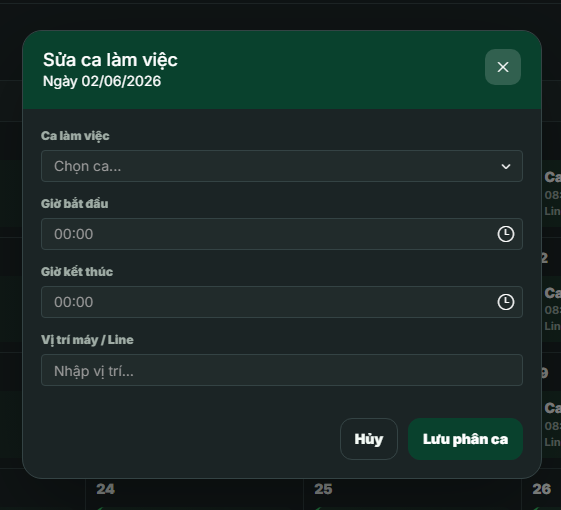 Sửa ca làm việc
Ngày 02/06/2026
Ca làm việc
Chọn ca...
Giờ bắt đầu
00:00
Giờ kết thúc
00:00
Vị trí máy / Line
Nhập vị trí...
Hủy
Lưu phân ca
24
25
26